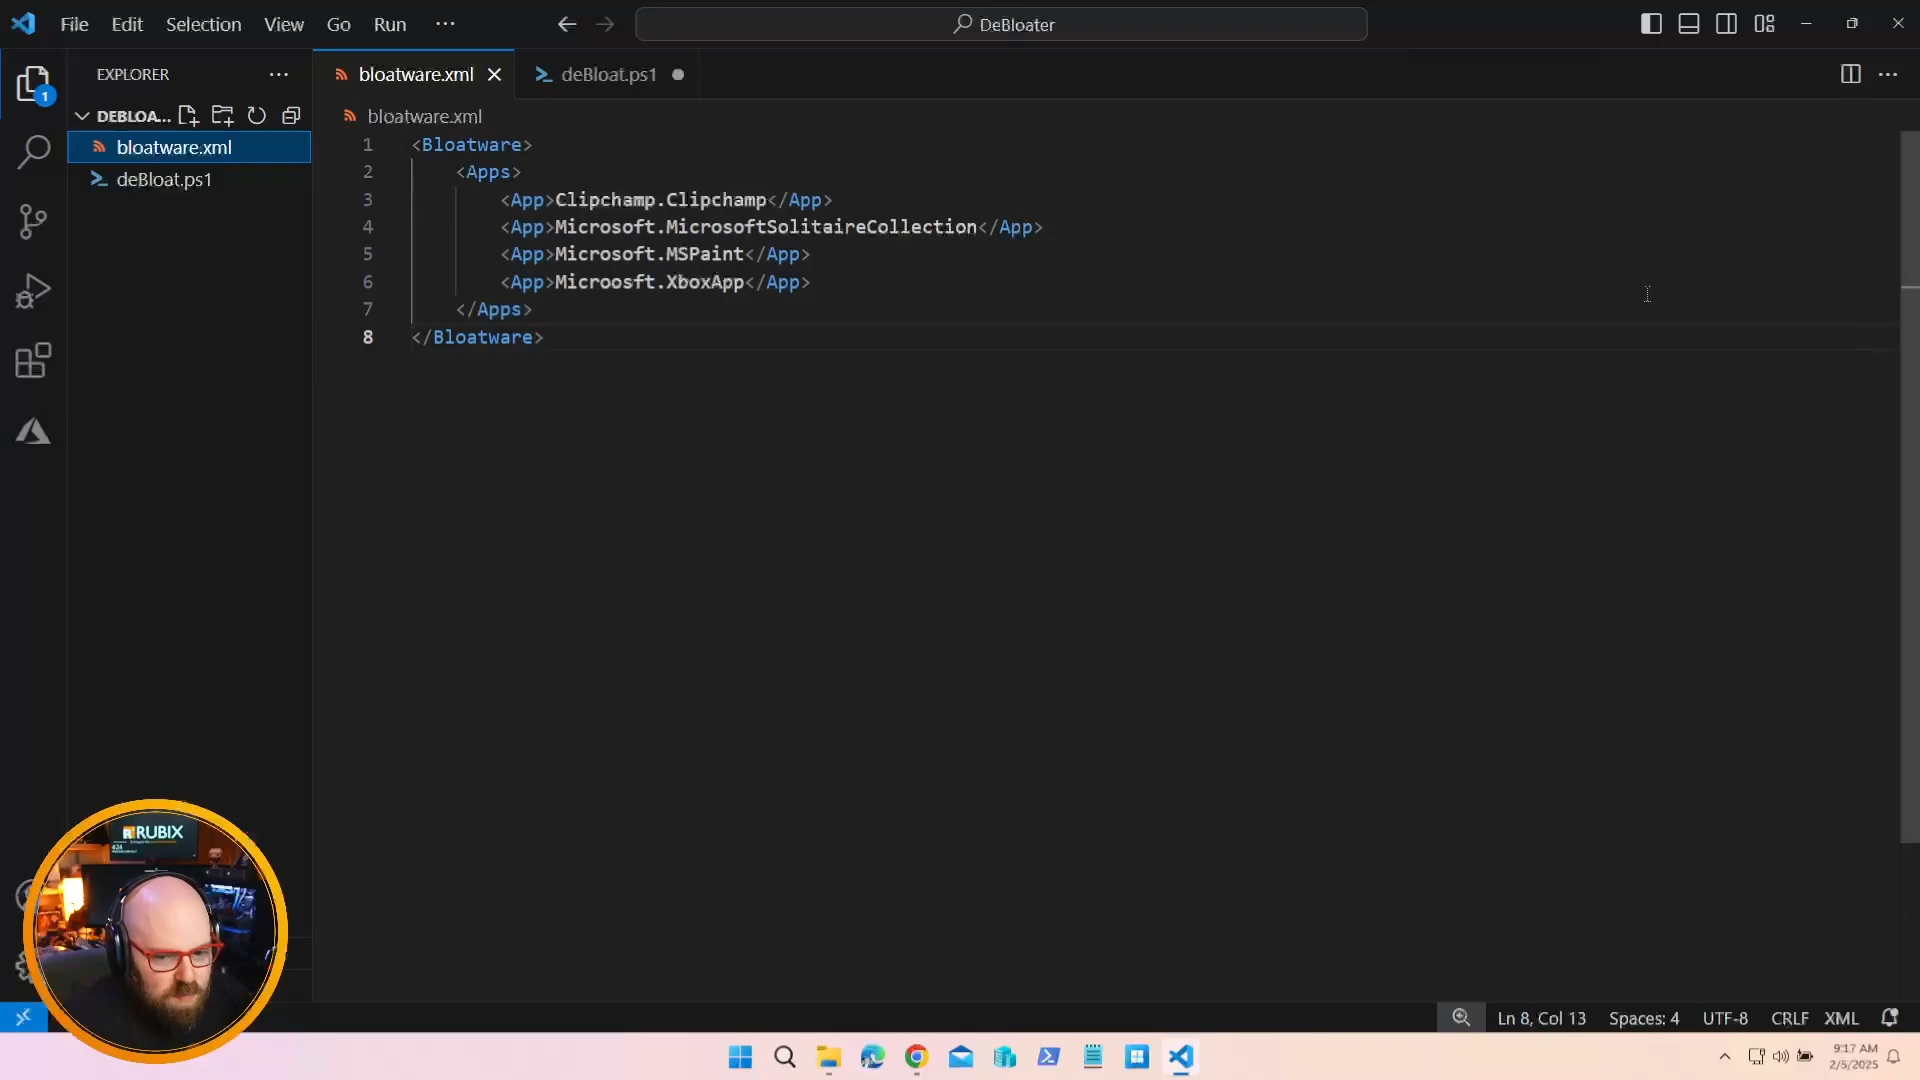 File Edit Selection View Go Run ···
DeBloater
EXPLORER
bloatware.xml
deBloat.ps1
DEBLOA...
bloatware.xml
bloatware.xml
deBloat.ps1
1 <Bloatware>
2 <Apps>
3 <App>Clipchamp.Clipchamp</App>
4 <App>Microsoft.MicrosoftSolitaireCollection</App>
5 <App>Microsoft.MSPaint</App>
6 <App>Microosft.XboxApp</App>
7 </Apps>
8 </Bloatware>
1
RUBIX
Ln 8, Col 13 Spaces: 4 UTF-8 CRLF XML
9:17 AM
2/5/2025